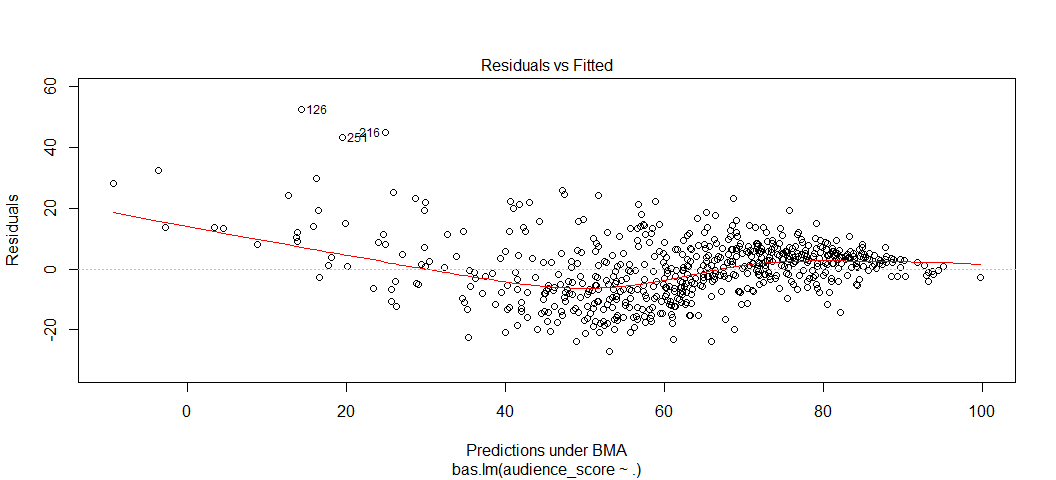 Residuals vs Fitted
60
40
20
0
-20
Residuals
126
216
251
0 20 40 60 80 100
Predictions under BMA
bas.lm(audience_score ~ .)